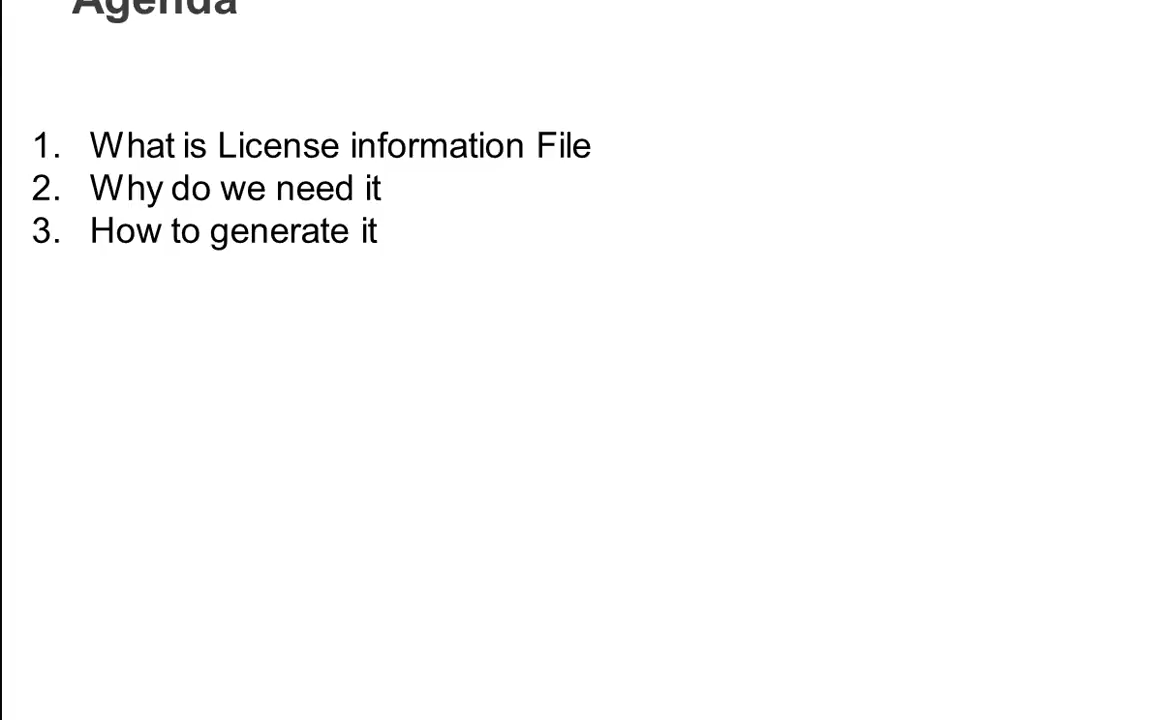 Agenda
1. What is License information File
2. Why do we need it
3. How to generate it